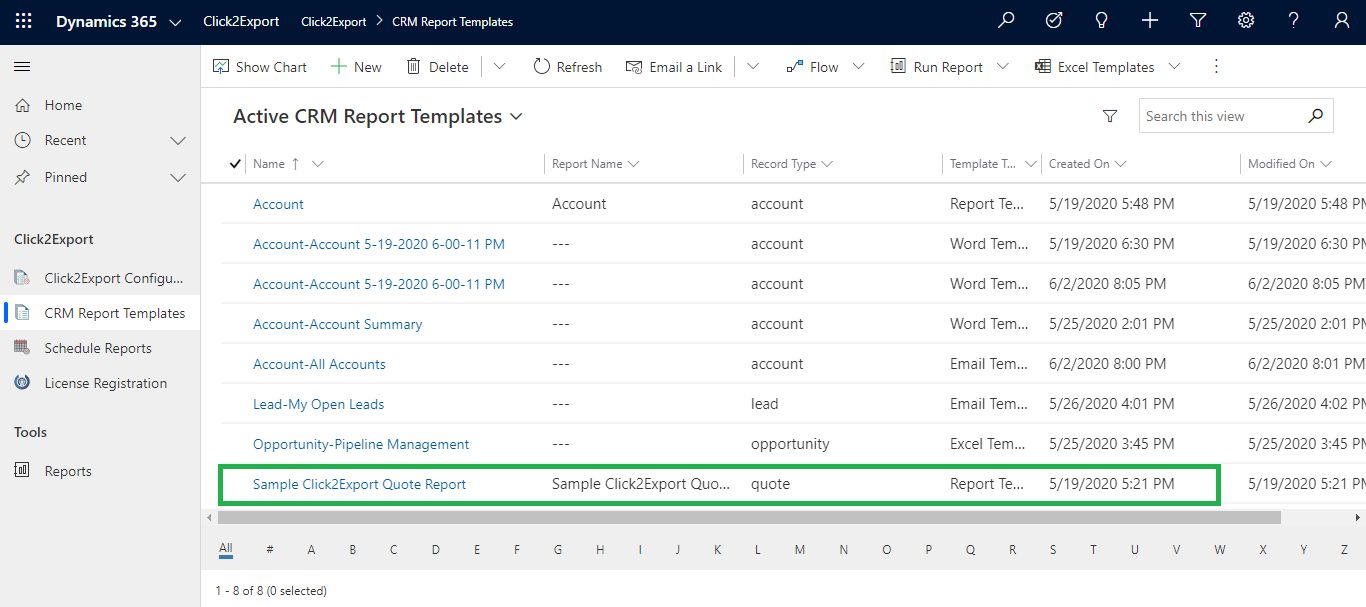 Dynamics 365 Click2Export Click2Export > CRM Report Templates
Show Chart New Delete Refresh Email a Link Flow Run Report Excel Templates
Home
Recent
Pinned
Click2Export
Click2Export Configu...
CRM Report Templates
Schedule Reports
License Registration
Tools
Reports
Active CRM Report Templates
Search this view
Name ↑ Report Name Record Type Template T... Created On Modified On
Account Account account Report Te... 5/19/2020 5:48 PM 5/19/2020 5:48 PM
Account-Account 5-19-2020 6-00-11 PM --- account Word Tem... 5/19/2020 6:30 PM 5/19/2020 6:30 PM
Account-Account 5-19-2020 6-00-11 PM --- account Word Tem... 6/2/2020 8:05 PM 6/2/2020 8:05 PM
Account-Account Summary --- account Word Tem... 5/25/2020 2:01 PM 5/25/2020 2:01 PM
Account-All Accounts --- account Email Tem... 6/2/2020 8:00 PM 6/2/2020 8:01 PM
Lead-My Open Leads --- lead Email Tem... 5/26/2020 4:01 PM 5/26/2020 4:02 PM
Opportunity-Pipeline Management --- opportunity Excel Tem... 5/25/2020 3:45 PM 5/25/2020 3:45 PM
Sample Click2Export Quote Report Sample Click2Export Quo... quote Report Te... 5/19/2020 5:21 PM 5/19/2020 5:21 PM
All # A B C D E F G H I J K L M N O P Q R S T U V W X Y Z
1 - 8 of 8 (0 selected)